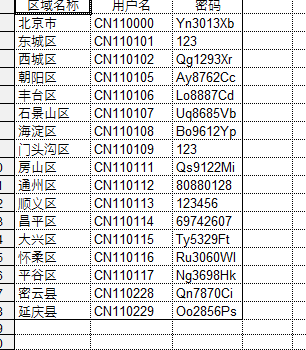 区域名称 用户名 密码
北京市 CN110000 Yn3013Xb
东城区 CN110101 123
西城区 CN110102 Qg1293Xr
朝阳区 CN110105 Ay8762Cc
丰台区 CN110106 Lo8887Cd
石景山区 CN110107 Uq8685Vb
海淀区 CN110108 Bo9612Yp
门头沟区 CN110109 123
房山区 CN110111 Qs9122Mi
通州区 CN110112 80880128
顺义区 CN110113 123456
昌平区 CN110114 69742607
大兴区 CN110115 Ty5329Ft
怀柔区 CN110116 Ru3060Wl
平谷区 CN110117 Ng3698Hk
密云县 CN110228 Qn7870Ci
延庆县 CN110229 Oo2856Ps